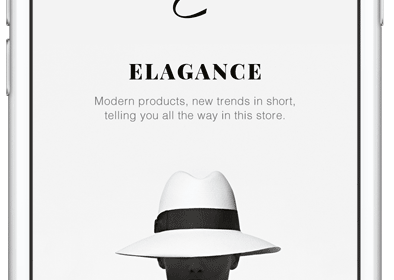 ELAGANCE
Modern products, new trends in short,
telling you all the way in this store.